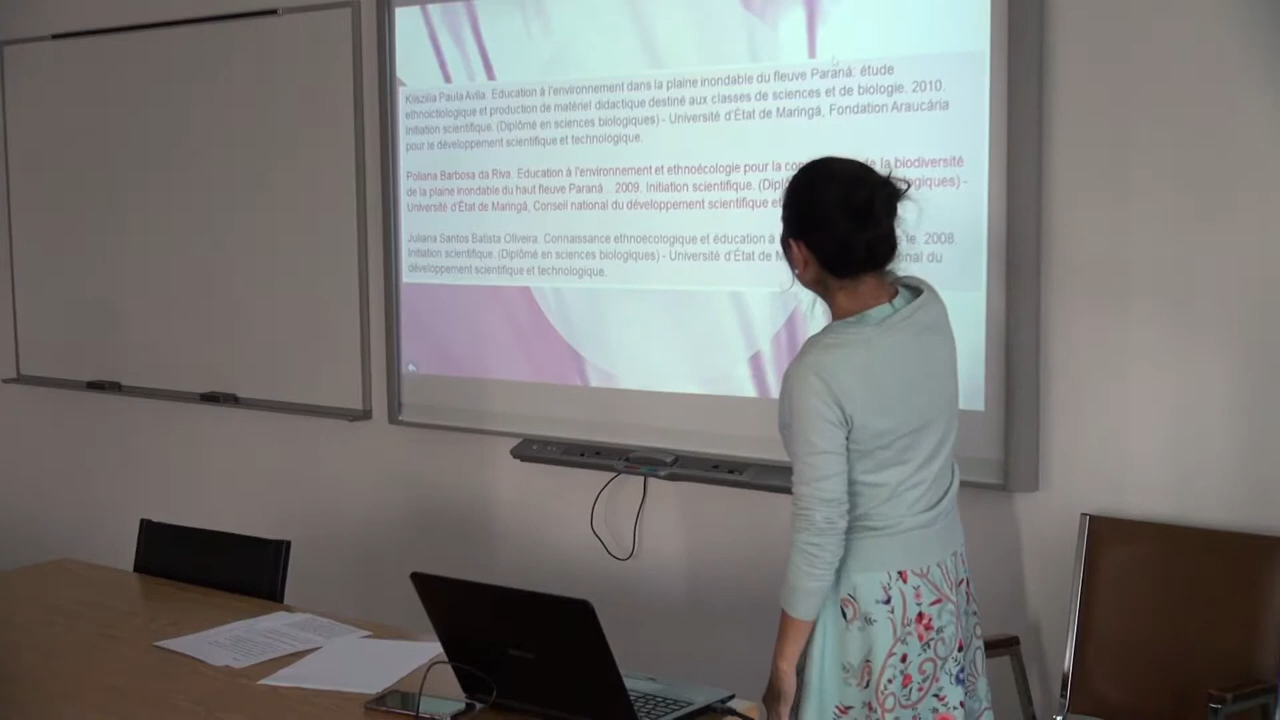 Kliszilia Paula Avila. Education à l'environnement dans la plaine inondable du fleuve Paraná: étude
ethnoictiologique et production de matériel didactique destiné aux classes de sciences et de biologie. 2010.
Initiation scientifique. (Diplômé en sciences biologiques) - Université d'État de Maringá, Fondation Araucária
pour le développement scientifique et technologique.
Poliana Barbosa da Riva. Education à l'environnement et ethnoécologie pour la de la biodiversité
de la plaine inondable du haut fleuve Paraná . 2009. Initiation scientifique. -
Université d'État de Maringá, Conseil national du développement scientifique et
Juliana Santos Batista Oliveira. Connaissance ethnoécologique et éducation à 2008.
Initiation scientifique. (Diplômé en sciences biologiques) - Université d'État de du
développement scientifique et technologique.